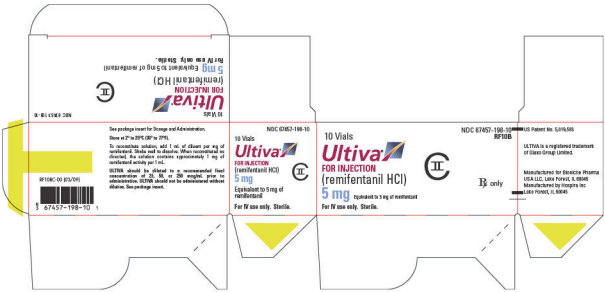 For IV use only. Sterile.
5 mg Equivalent to 5 mg of remifentanil
(remifentanil HCl)
FOR INJECTION
Ultiva
10 Vials
NDC 67457-198-10
See package insert for Dosage and Administration.
Store at 2° to 25°C (36° to 77°F).
To reconstitute solution, add 1 mL of diluent per mg of
remifentanil. Shake well to dissolve. When reconstituted as
directed, the solution contains approximately 1 mg of
remifentanil activity per 1 mL.
ULTIVA should be diluted to a recommended final
concentration of 25, 50, or 250 mcg/mL prior to
administration. ULTIVA should not be administered without
dilution. See package insert.
RF10BC-00 (03/09)
67457-198-10 1
NDC 67457-198-10
10 Vials
Ultiva
CII
FOR INJECTION
(remifentanil HCl)
5 mg
Equivalent to 5 mg of
remifentanil
For IV use only. Sterile.
NDC 67457-198-10
RF10B
10 Vials
Ultiva
CII
FOR INJECTION
(remifentanil HCl)
5 mg Equivalent to 5 mg of remifentanil
Rx only
For IV use only. Sterile.
ULTIVA is a registered trademark
of Glaxo Group Limited.
Manufactured for Bioniche Pharma
USA LLC, Lake Forest, IL 60045
Manufactured by Hospira Inc
Lake Forest, IL 60045